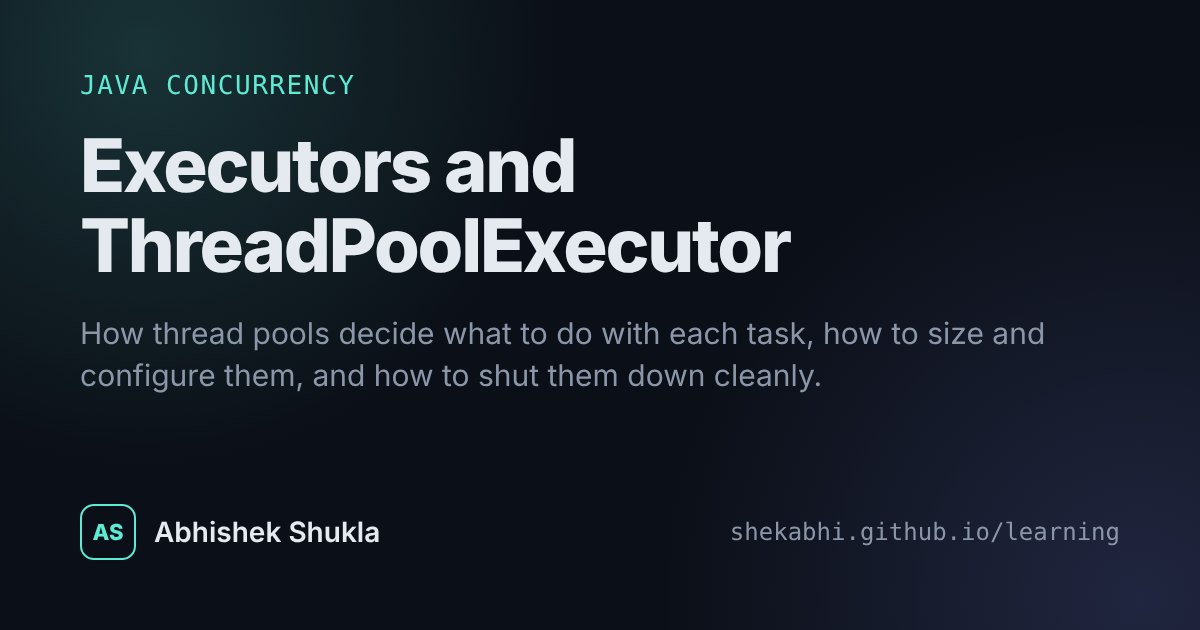 JAVA CONCURRENCY
Executors and
ThreadPoolExecutor
How thread pools decide what to do with each task, how to size and
configure them, and how to shut them down cleanly.
AS
Abhishek Shukla
shekabhi.github.io/learning